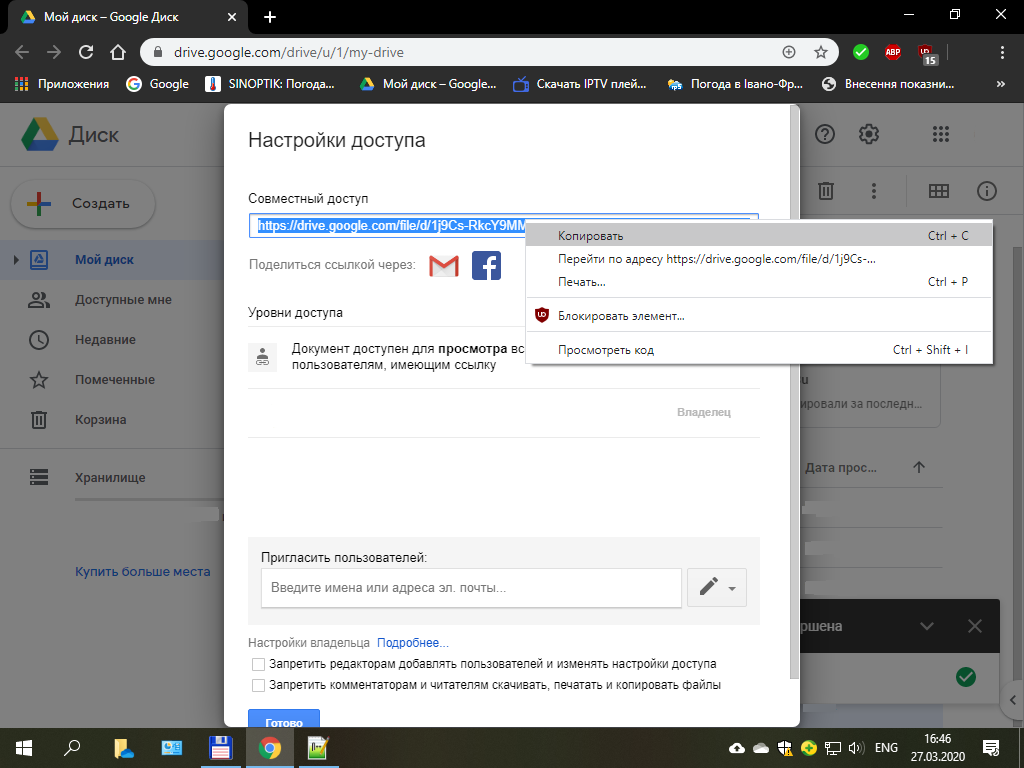 Мой диск – Google Диск
drive.google.com/drive/u/1/my-drive
ABP
15
Приложения
Google
SINOPTIK: Погода...
Мой диск – Google...
Скачать IPTV плей...
Погода в Івано-Фр...
Внесення показни...
»
Диск
Создать
Мой диск
Доступные мне
Недавние
Помеченные
Корзина
Хранилище
Купить больше места
Настройки доступа
Совместный доступ
https://drive.google.com/file/d/1j9Cs-RkcY9MM
Поделиться ссылкой через:
Уровни доступа
Документ доступен для просмотра вс
пользователям, имеющим ссылку
Владелец
Копировать Ctrl + C
Перейти по адресу https://drive.google.com/file/d/1j9Cs-...
Печать... Ctrl + P
Блокировать элемент...
Просмотреть код Ctrl + Shift + I
ировали за последн...
Дата прос...
Пригласить пользователей:
Введите имена или адреса эл. почты...
Настройки владельца Подробнее...
Запретить редакторам добавлять пользователей и изменять настройки доступа
Запретить комментаторам и читателям скачивать, печатать и копировать файлы
Готово
ршена
ENG
16:46
27.03.2020